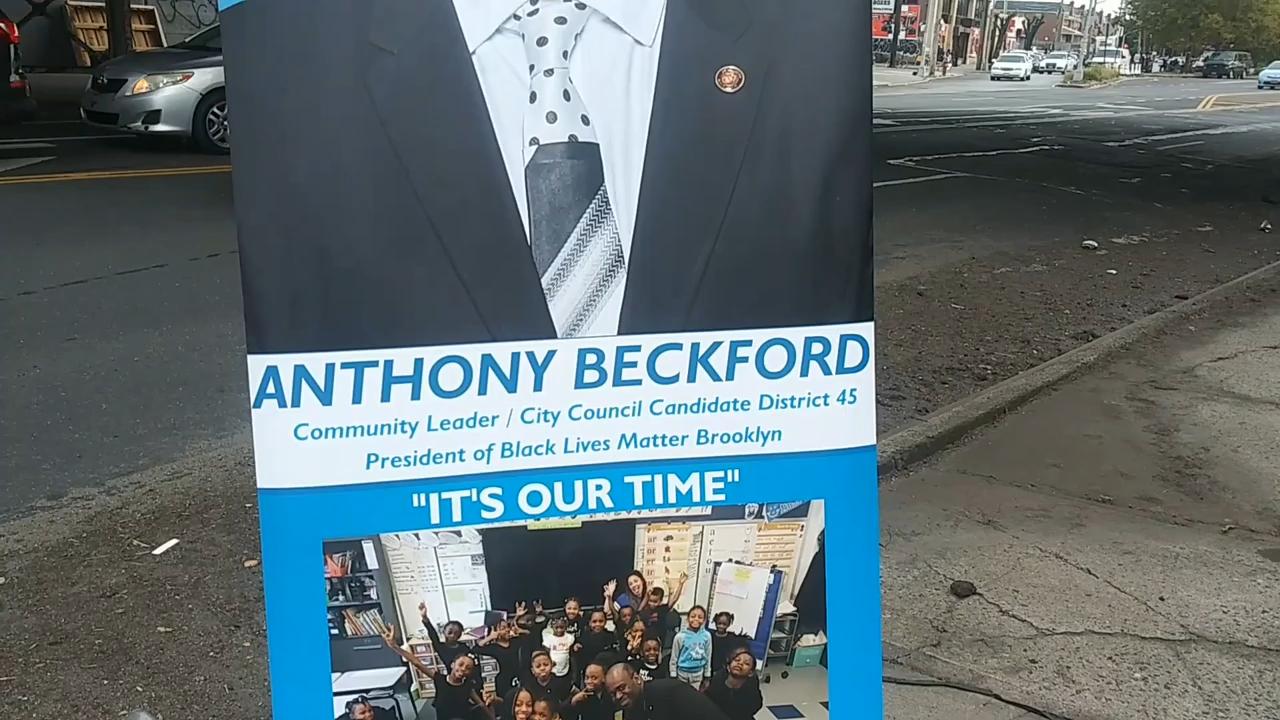 ANTHONY BECKFORD
Community Leader / City Council Candidate District 45
President of Black Lives Matter Brooklyn
"IT'S OUR TIME"